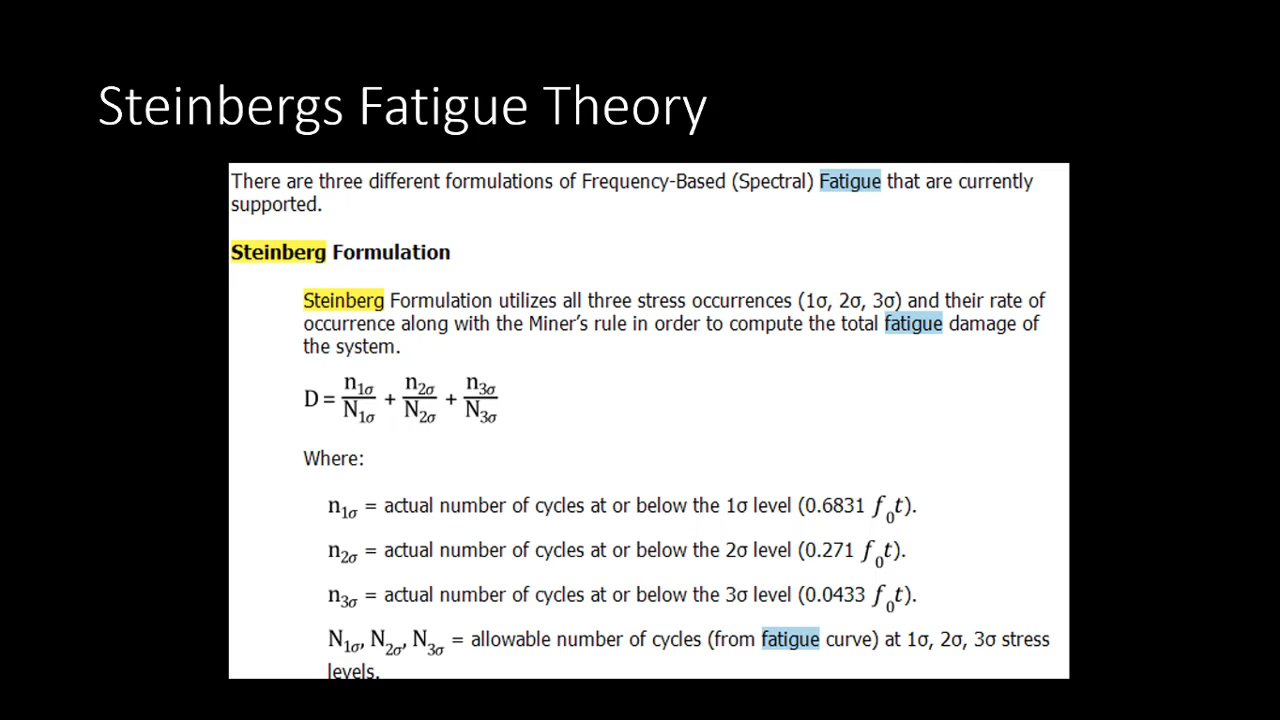 Steinbergs Fatigue Theory
There are three different formulations of Frequency-Based (Spectral) Fatigue that are currently
supported.
Steinberg Formulation
Steinberg Formulation utilizes all three stress occurrences (1σ, 2σ, 3σ) and their rate of
occurrence along with the Miner’s rule in order to compute the total fatigue damage of
the system.
D = n₁σ/N₁σ + n₂σ/N₂σ + n₃σ/N₃σ
Where:
n₁σ = actual number of cycles at or below the 1σ level (0.6831 f₀t).
n₂σ = actual number of cycles at or below the 2σ level (0.271 f₀t).
n₃σ = actual number of cycles at or below the 3σ level (0.0433 f₀t).
N₁σ, N₂σ, N₃σ = allowable number of cycles (from fatigue curve) at 1σ, 2σ, 3σ stress
levels.